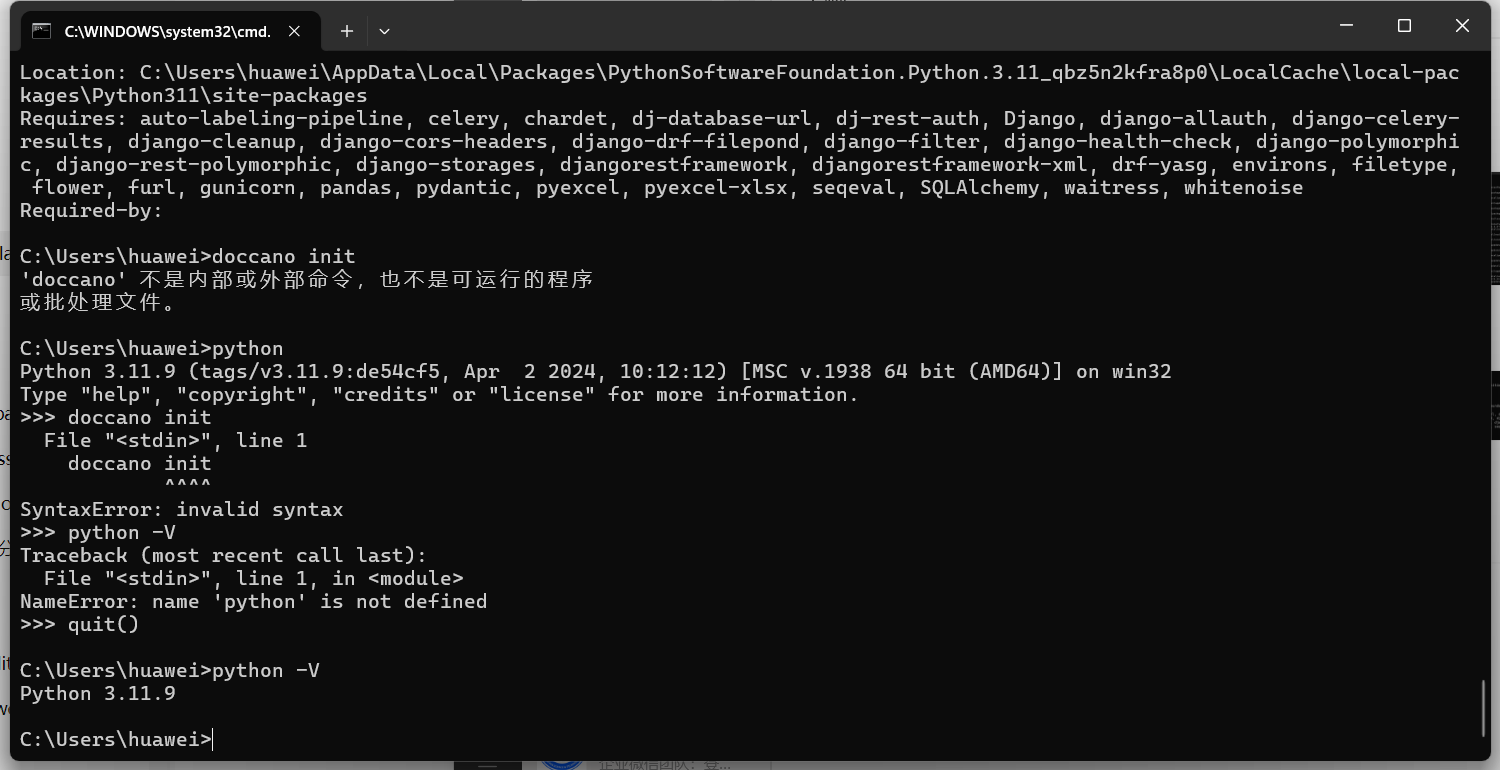 C:\WINDOWS\system32\cmd.
Location: C:\Users\huawei\AppData\Local\Packages\PythonSoftwareFoundation.Python.3.11_qbz5n2kfra8p0\LocalCache\local-pac
kages\Python311\site-packages
Requires: auto-labeling-pipeline, celery, chardet, dj-database-url, dj-rest-auth, Django, django-allauth, django-celery-
results, django-cleanup, django-cors-headers, django-drf-filepond, django-filter, django-health-check, django-polymorphi
c, django-rest-polymorphic, django-storages, djangorestframework, djangorestframework-xml, drf-yasg, environs, filetype,
 flower, furl, gunicorn, pandas, pydantic, pyexcel, pyexcel-xlsx, seqeval, SQLAlchemy, waitress, whitenoise
Required-by:
C:\Users\huawei>doccano init
'doccano' 不是内部或外部命令，也不是可运行的程序
或批处理文件。
C:\Users\huawei>python
Python 3.11.9 (tags/v3.11.9:de54cf5, Apr  2 2024, 10:12:12) [MSC v.1938 64 bit (AMD64)] on win32
Type "help", "copyright", "credits" or "license" for more information.
>>> doccano init
  File "<stdin>", line 1
    doccano init
            ^^^^
SyntaxError: invalid syntax
>>> python -V
Traceback (most recent call last):
  File "<stdin>", line 1, in <module>
NameError: name 'python' is not defined
>>> quit()
C:\Users\huawei>python -V
Python 3.11.9
C:\Users\huawei>